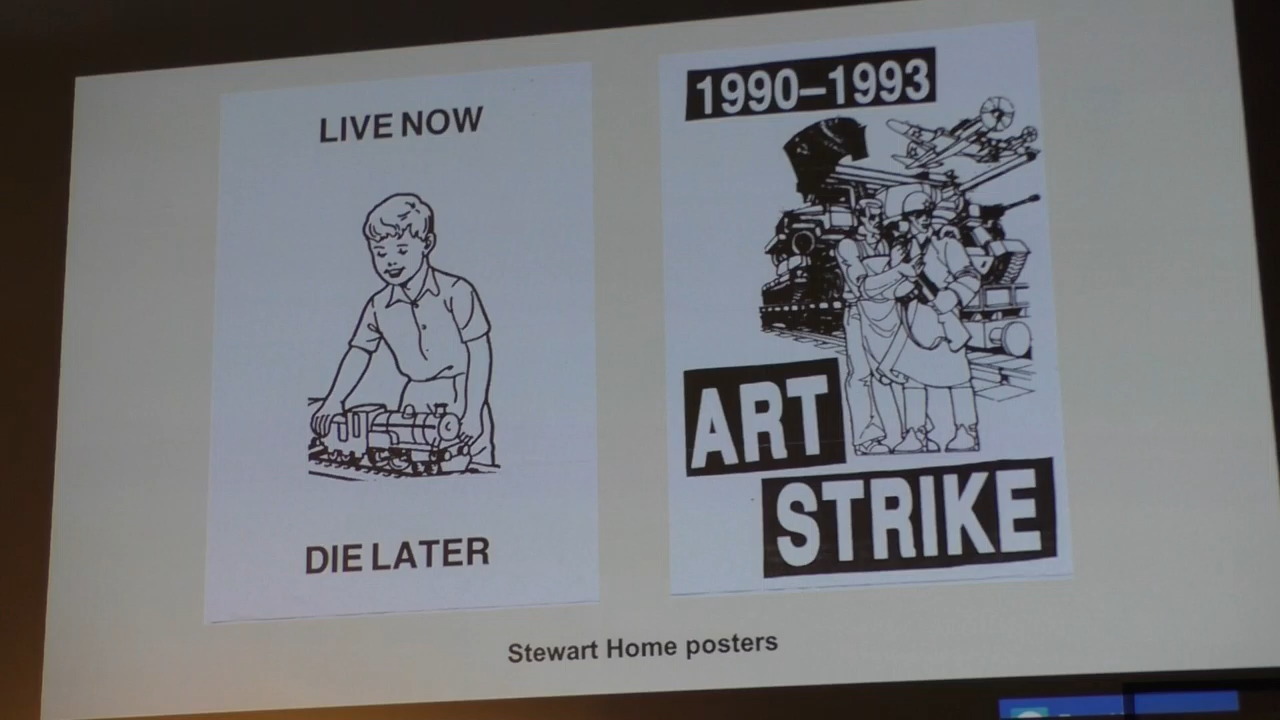 LIVE NOW
DIE LATER
1990–1993
ART
STRIKE
Stewart Home posters